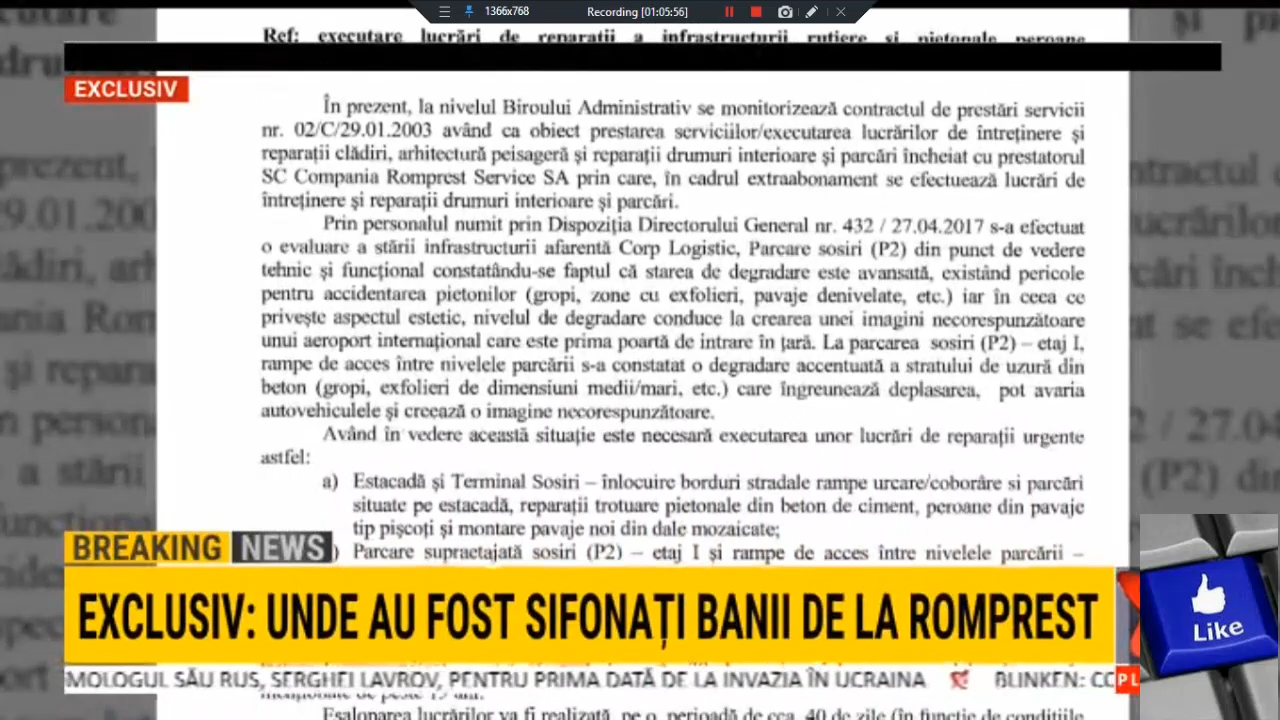 1366x768
Recording [01:05:56]
Ref: executare lucrări de reparații a infrastructurii rutiere și pietonale peroane
EXCLUSIV
În prezent, la nivelul Biroului Administrativ se monitorizează contractul de prestări servicii
nr. 02/C/29.01.2003 având ca obiect prestarea serviciilor/executarea lucrărilor de întreținere și
reparații clădiri, arhitectură peisageră și reparații drumuri interioare și parcări încheiat cu prestatorul
SC Compania Romprest Service SA prin care, în cadrul extraabonament se efectuează lucrări de
întreținere și reparații drumuri interioare și parcări.
Prin personalul numit prin Dispoziția Directorului General nr. 432 / 27.04.2017 s-a efectuat
o evaluare a stării infrastructurii afarentă Corp Logistic, Parcare sosiri (P2) din punct de vedere
tehnic și funcțional constatându-se faptul că starea de degradare este avansată, existând pericole
pentru accidentarea pietonilor (gropi, zone cu exfolieri, pavaje denivelate, etc.) iar în ceea ce
privește aspectul estetic, nivelul de degradare conduce la crearea unei imagini necorespunzătoare
unui aeroport internațional care este prima poartă de intrare în țară. La parcarea sosiri (P2) – etaj I,
rampe de acces între nivelele parcării s-a constatat o degradare accentuată a stratului de uzură din
beton (gropi, exfolieri de dimensiuni medii/mari, etc.) care îngreunează deplasarea, pot avaria
autovehiculele și creează o imagine necorespunzătoare.
Având în vedere această situație este necesară executarea unor lucrări de reparații urgente
astfel:
a) Estacadă și Terminal Sosiri – înlocuire borduri stradale rampe urcare/coborâre si parcări
situate pe estacadă, reparații trotuare pietonale din beton de ciment, peroane din pavaje
tip pișcoți și montare pavaje noi din dale mozaicate;
) Parcare supraetajată sosiri (P2) – etaj I și rampe de acces între nivelele parcării –
BREAKING NEWS
EXCLUSIV: UNDE AU FOST SIFONAȚI BANII DE LA ROMPREST
Like
MOLOGUL SĂU RUS, SERGHEI LAVROV, PENTRU PRIMA DATĂ DE LA INVAZIA ÎN UCRAINA BLINKEN: CO
Eșalonarea lucrărilor va fi realizată pe o perioadă de cca. 40 de zile (în funcție de condițiile